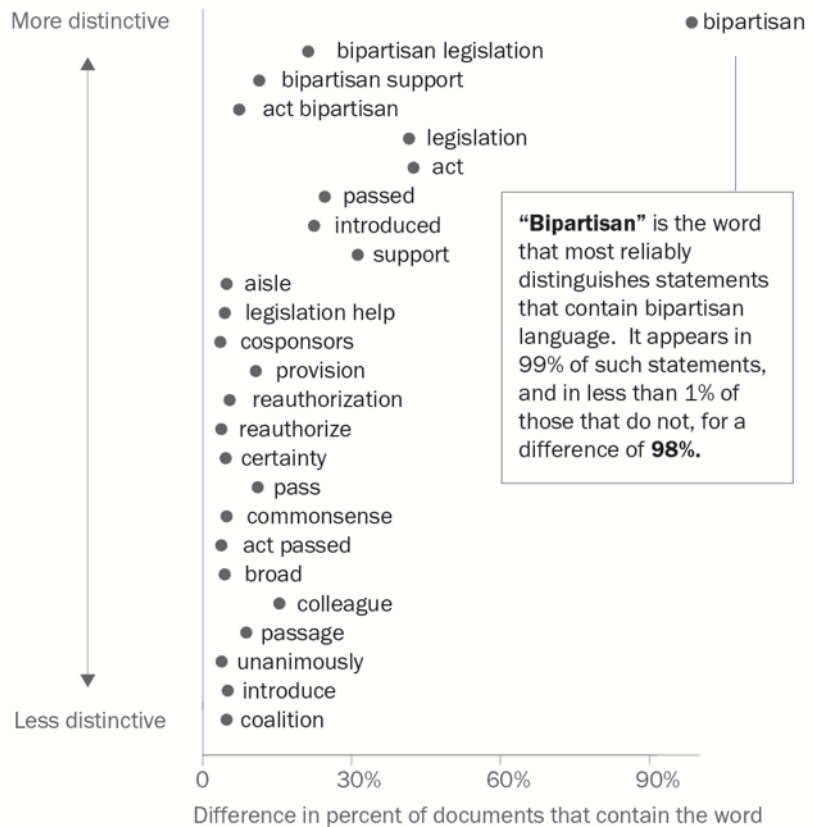 More distinctive
bipartisan
bipartisan legislation
bipartisan support
act bipartisan
legislation
act
passed
introduced
support
aisle
legislation help
cosponsors
provision
reauthorization
reauthorize
certainty
pass
commonsense
act passed
broad
colleague
passage
unanimously
introduce
coalition
Less distinctive
“Bipartisan” is the word
that most reliably
distinguishes statements
that contain bipartisan
language. It appears in
99% of such statements,
and in less than 1% of
those that do not, for a
difference of 98%.
0 30% 60% 90%
Difference in percent of documents that contain the word